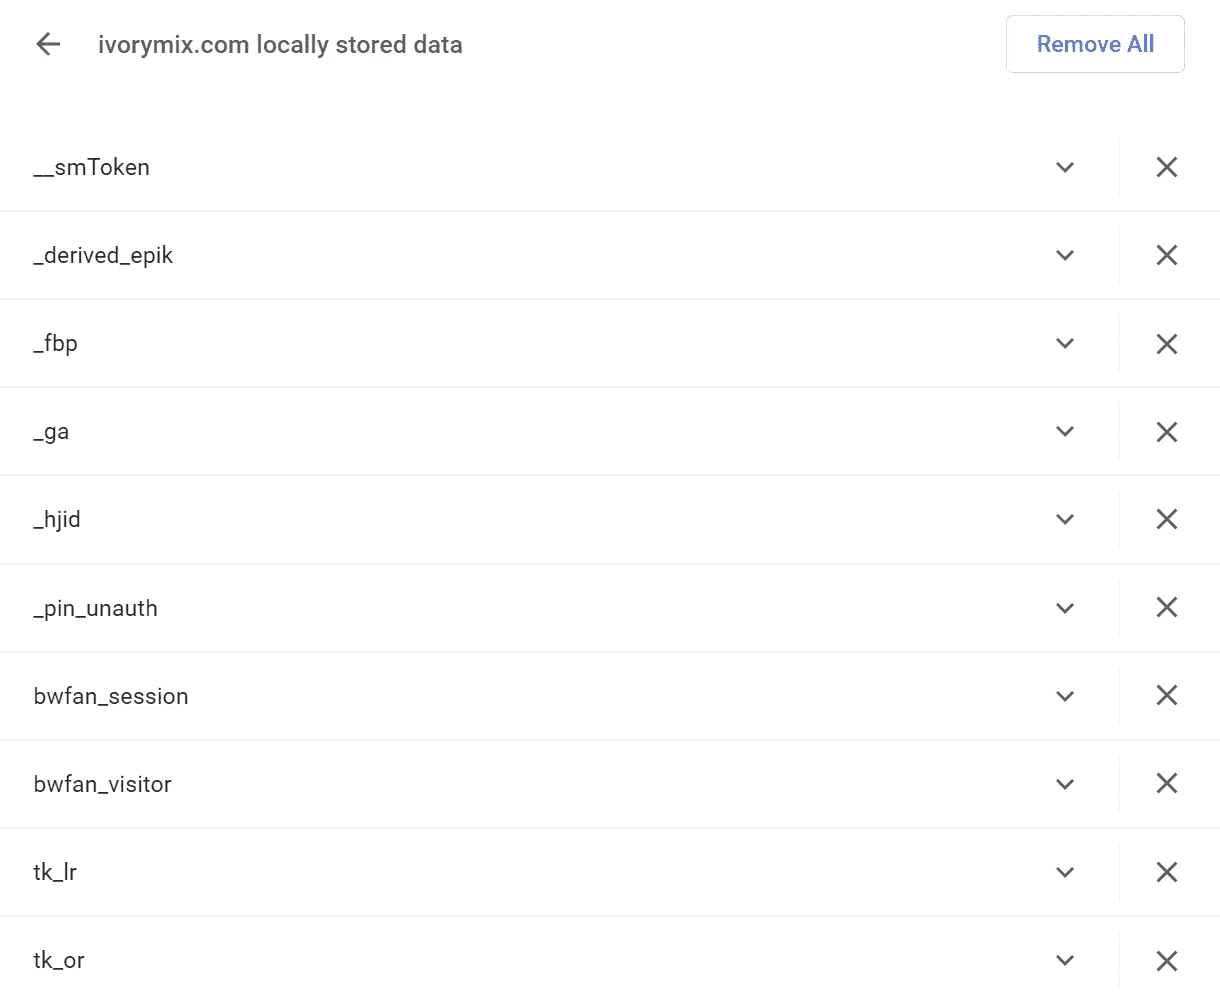 ivorymix.com locally stored data
Remove All
__smToken
_derived_epik
_fbp
_ga
_hjid
_pin_unauth
bwfan_session
bwfan_visitor
tk_lr
tk_or